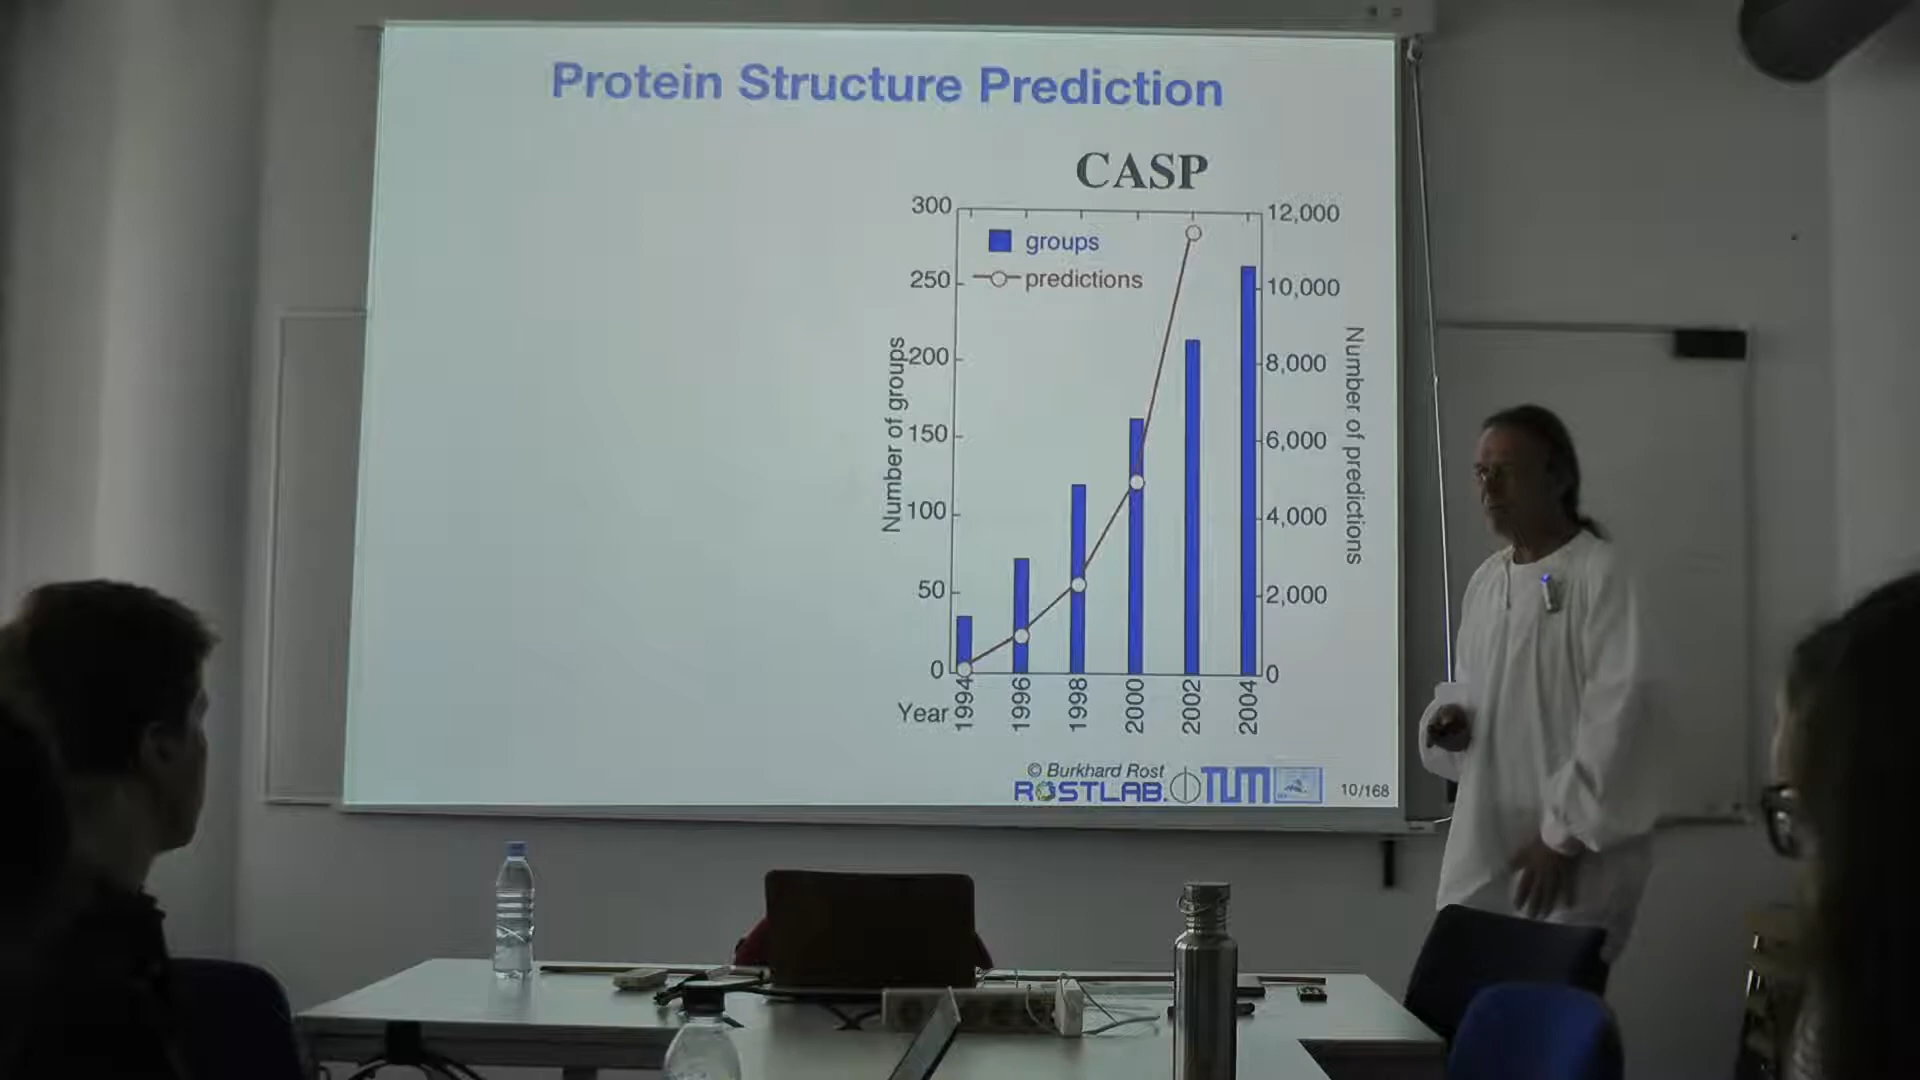 Protein Structure Prediction
CASP
300
250
200
150
100
50
0
Number of groups
groups
predictions
12,000
10,000
8,000
6,000
4,000
2,000
0
Number of predictions
Year 1994 1996 1998 2000 2002 2004
© Burkhard Rost
ROSTLAB. TUM
10/168